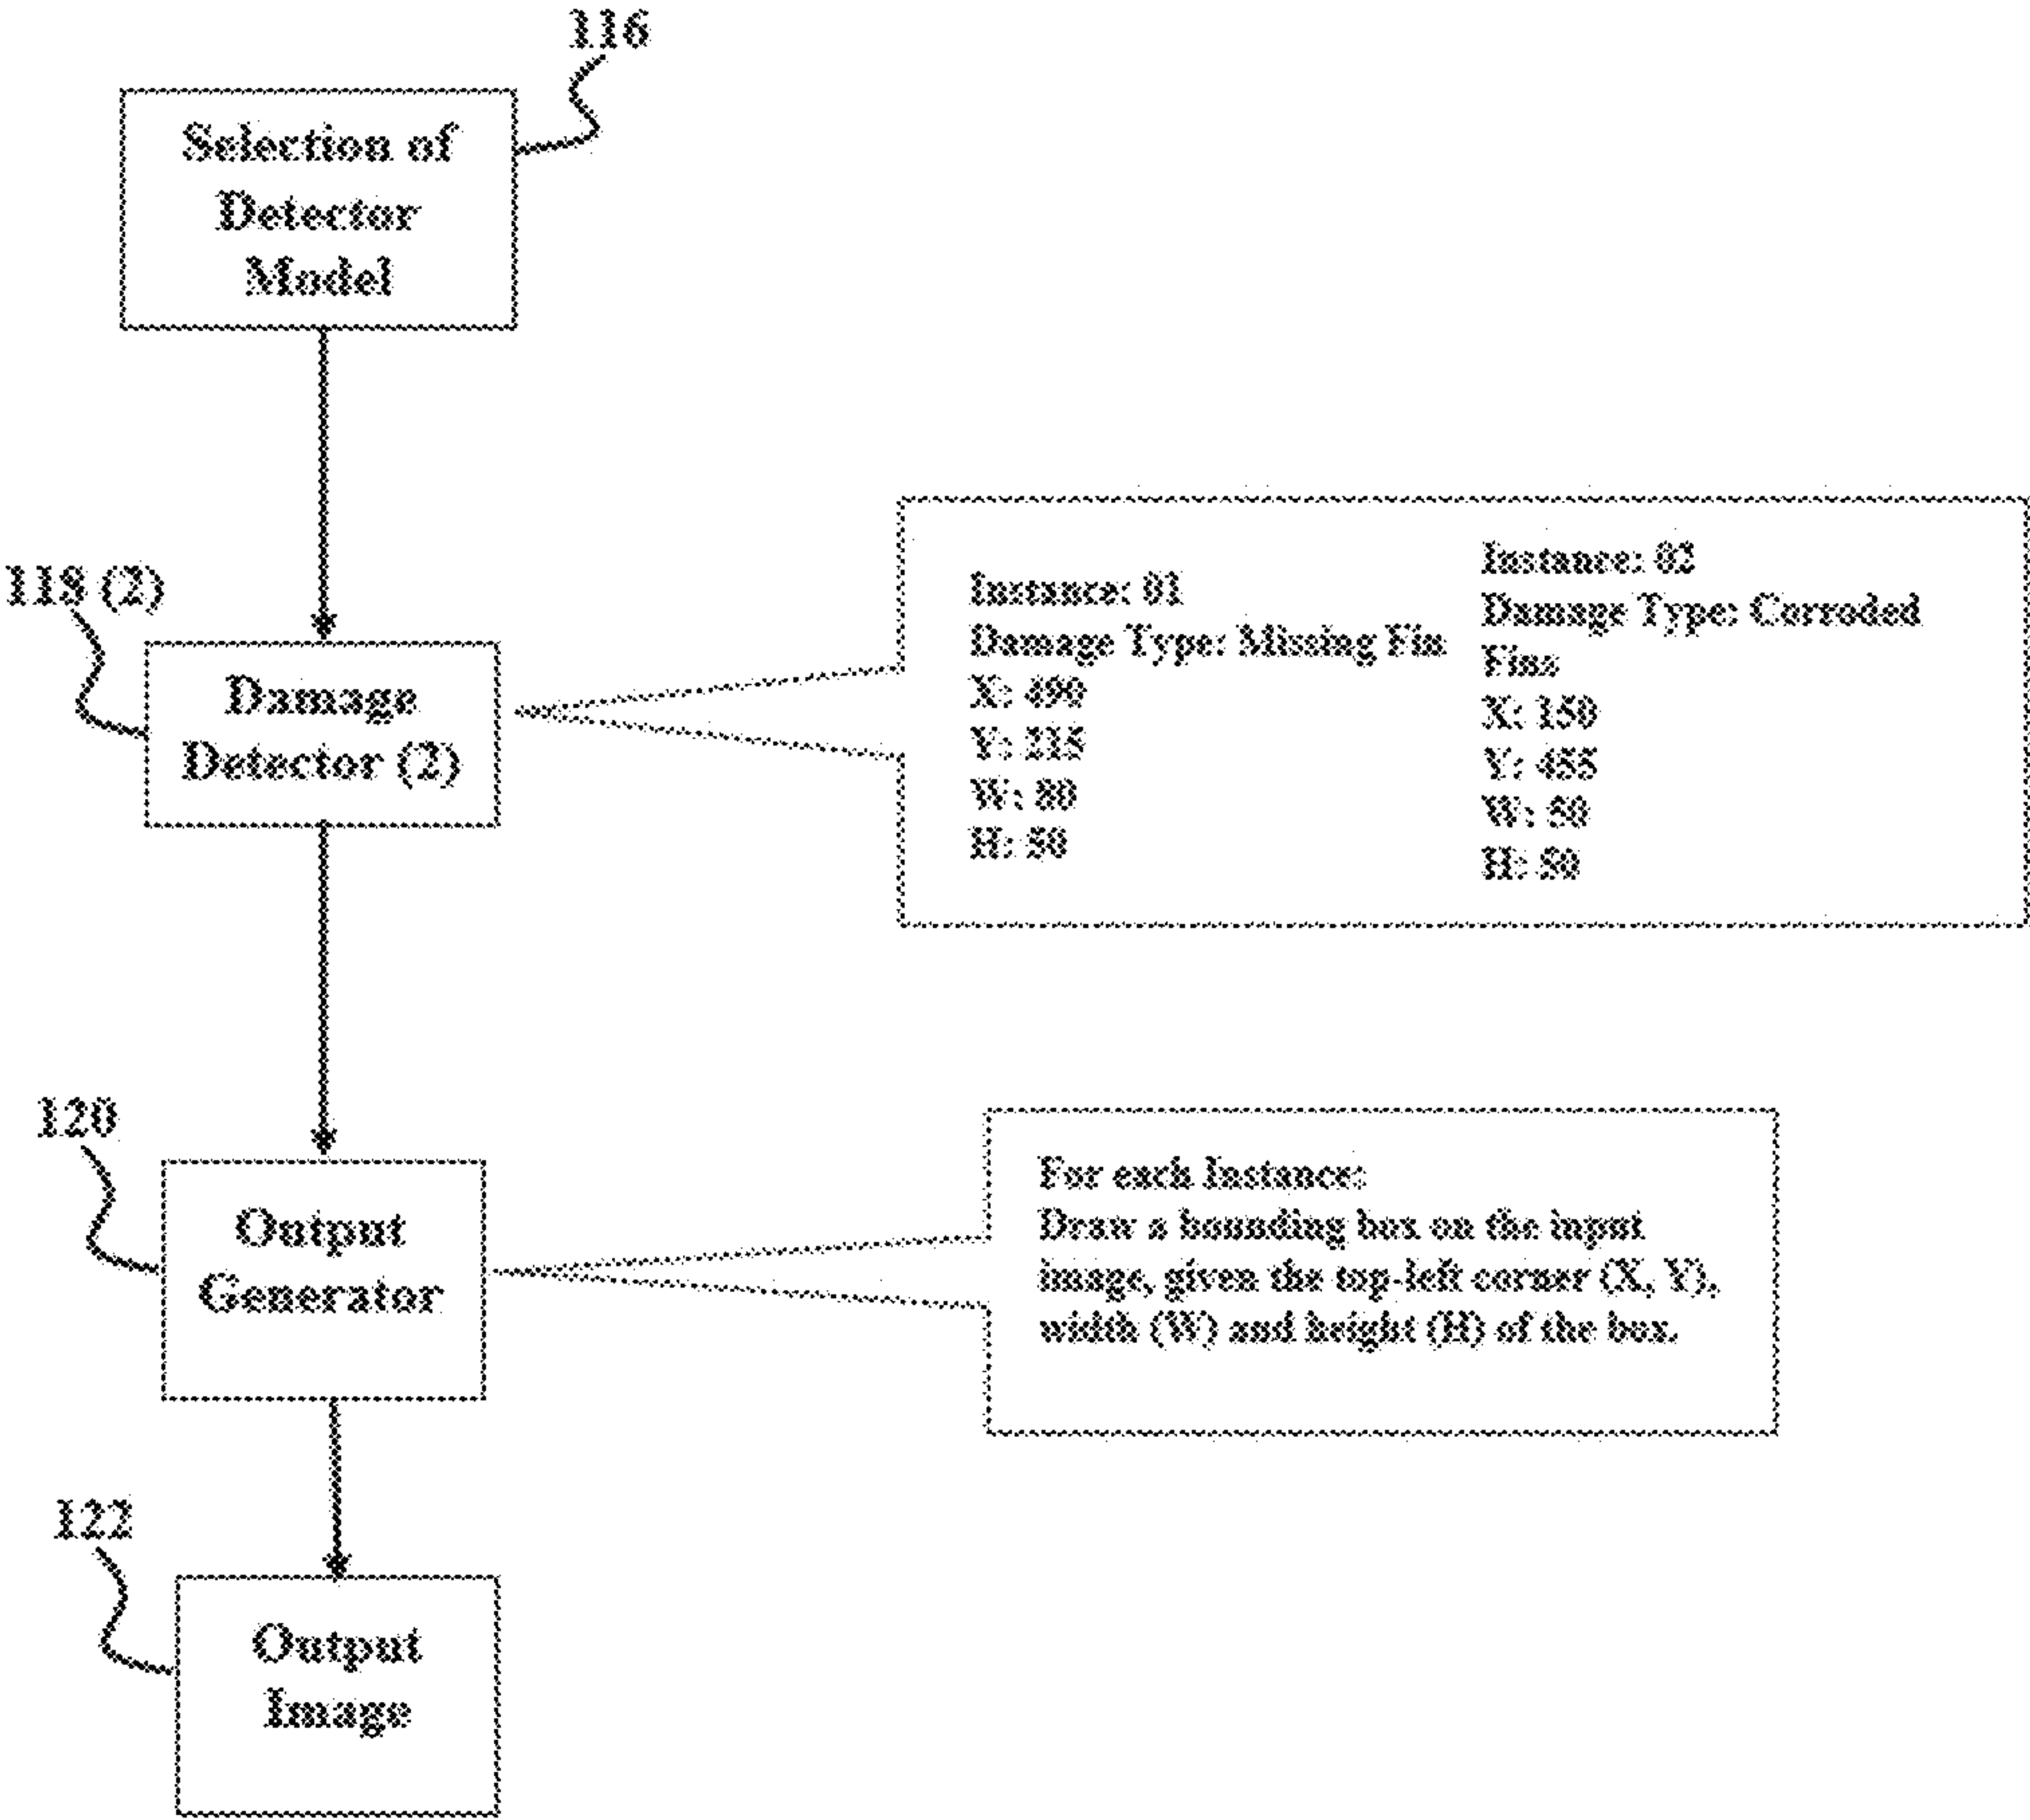 116
Selection of
Detector
Model
118 (2)
Damage
Detector (2)
Instance: 01
Damage Type: Missing Fin
X: 490
Y: 115
W: 80
H: 50
Instance: 02
Damage Type: Corroded
Fins
X: 150
Y: 455
W: 50
H: 50
120
Output
Generator
For each Instance:
Draw a bounding box on the input
image, given the top-left corner (X, Y),
width (W) and height (H) of the box.
122
Output
Image